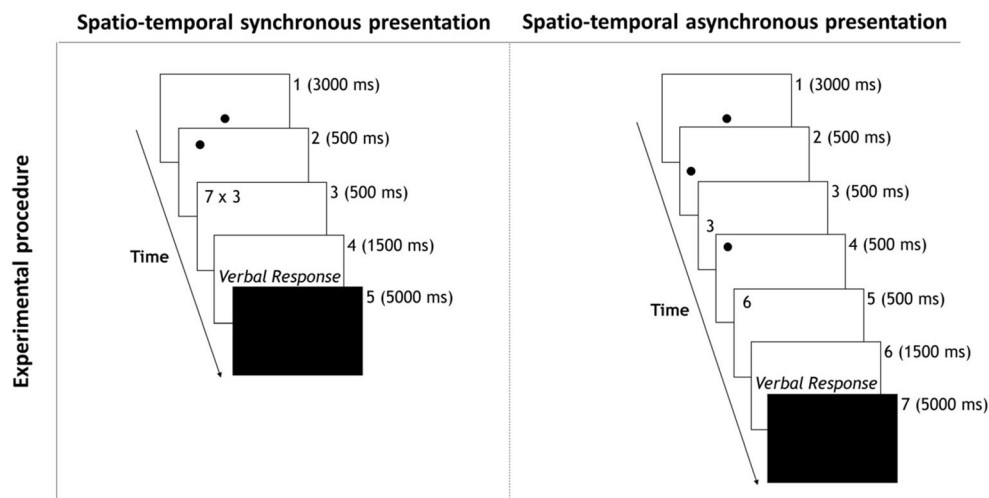 Spatio-temporal synchronous presentation
Spatio-temporal asynchronous presentation
Experimental procedure
1 (3000 ms)
2 (500 ms)
7 x 3
3 (500 ms)
4 (1500 ms)
Time
Verbal Response
5 (5000 ms)
1 (3000 ms)
2 (500 ms)
3 (500 ms)
3
4 (500 ms)
6
5 (500 ms)
Time
6 (1500 ms)
Verbal Response
7 (5000 ms)